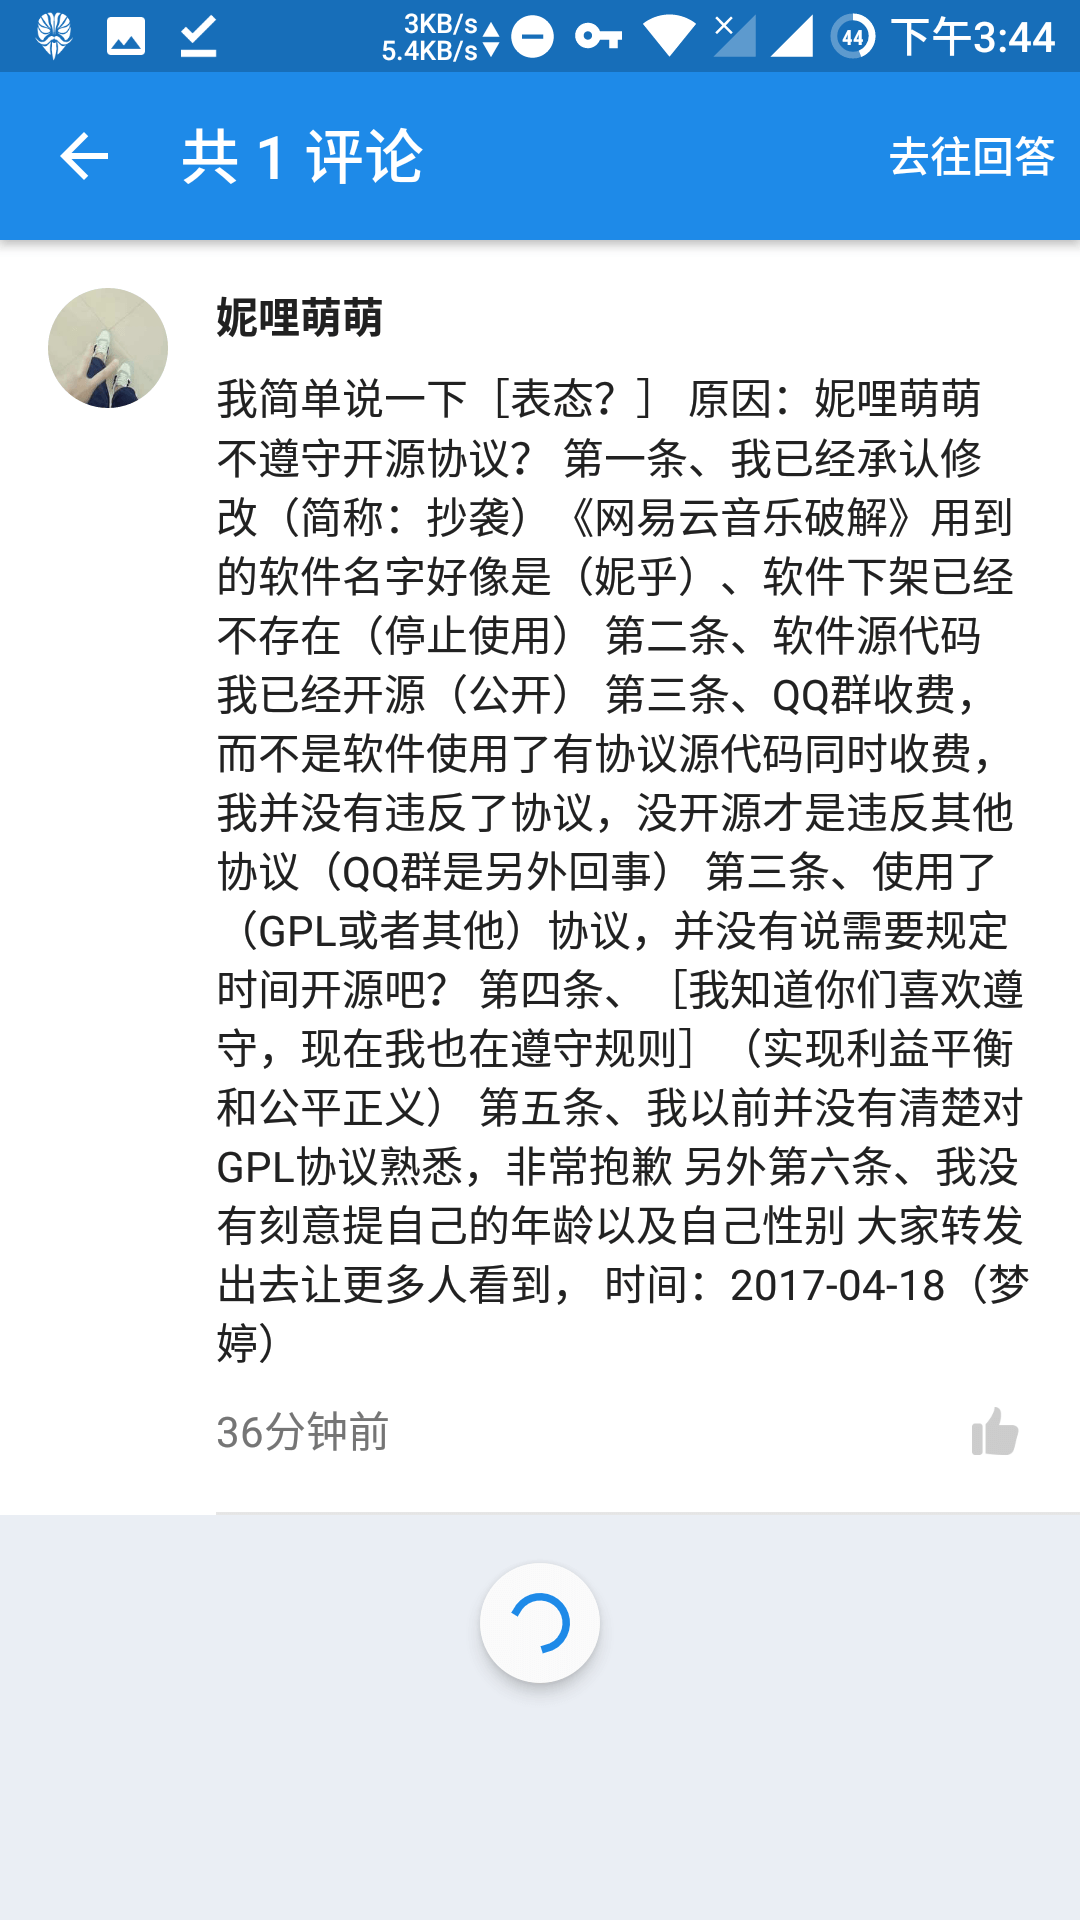 3KB/s
5.4KB/s
44
下午3:44
共 1 评论
去往回答
妮哩萌萌
我简单说一下［表态？］ 原因：妮哩萌萌
不遵守开源协议？ 第一条、我已经承认修
改（简称：抄袭）《网易云音乐破解》用到
的软件名字好像是（妮乎）、软件下架已经
不存在（停止使用） 第二条、软件源代码
我已经开源（公开） 第三条、QQ群收费，
而不是软件使用了有协议源代码同时收费，
我并没有违反了协议，没开源才是违反其他
协议（QQ群是另外回事） 第三条、使用了
（GPL或者其他）协议，并没有说需要规定
时间开源吧？ 第四条、［我知道你们喜欢遵
守，现在我也在遵守规则］（实现利益平衡
和公平正义） 第五条、我以前并没有清楚对
GPL协议熟悉，非常抱歉 另外第六条、我没
有刻意提自己的年龄以及自己性别 大家转发
出去让更多人看到， 时间：2017-04-18（梦
婷）
36分钟前